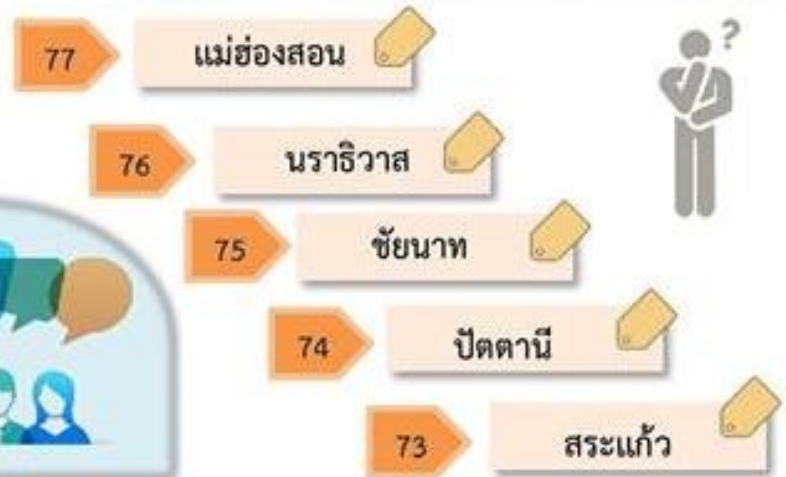 ?
77 แม่ฮ่องสอน
76 นราธิวาส
75 ชัยนาท
74 ปัตตานี
73 สระแก้ว